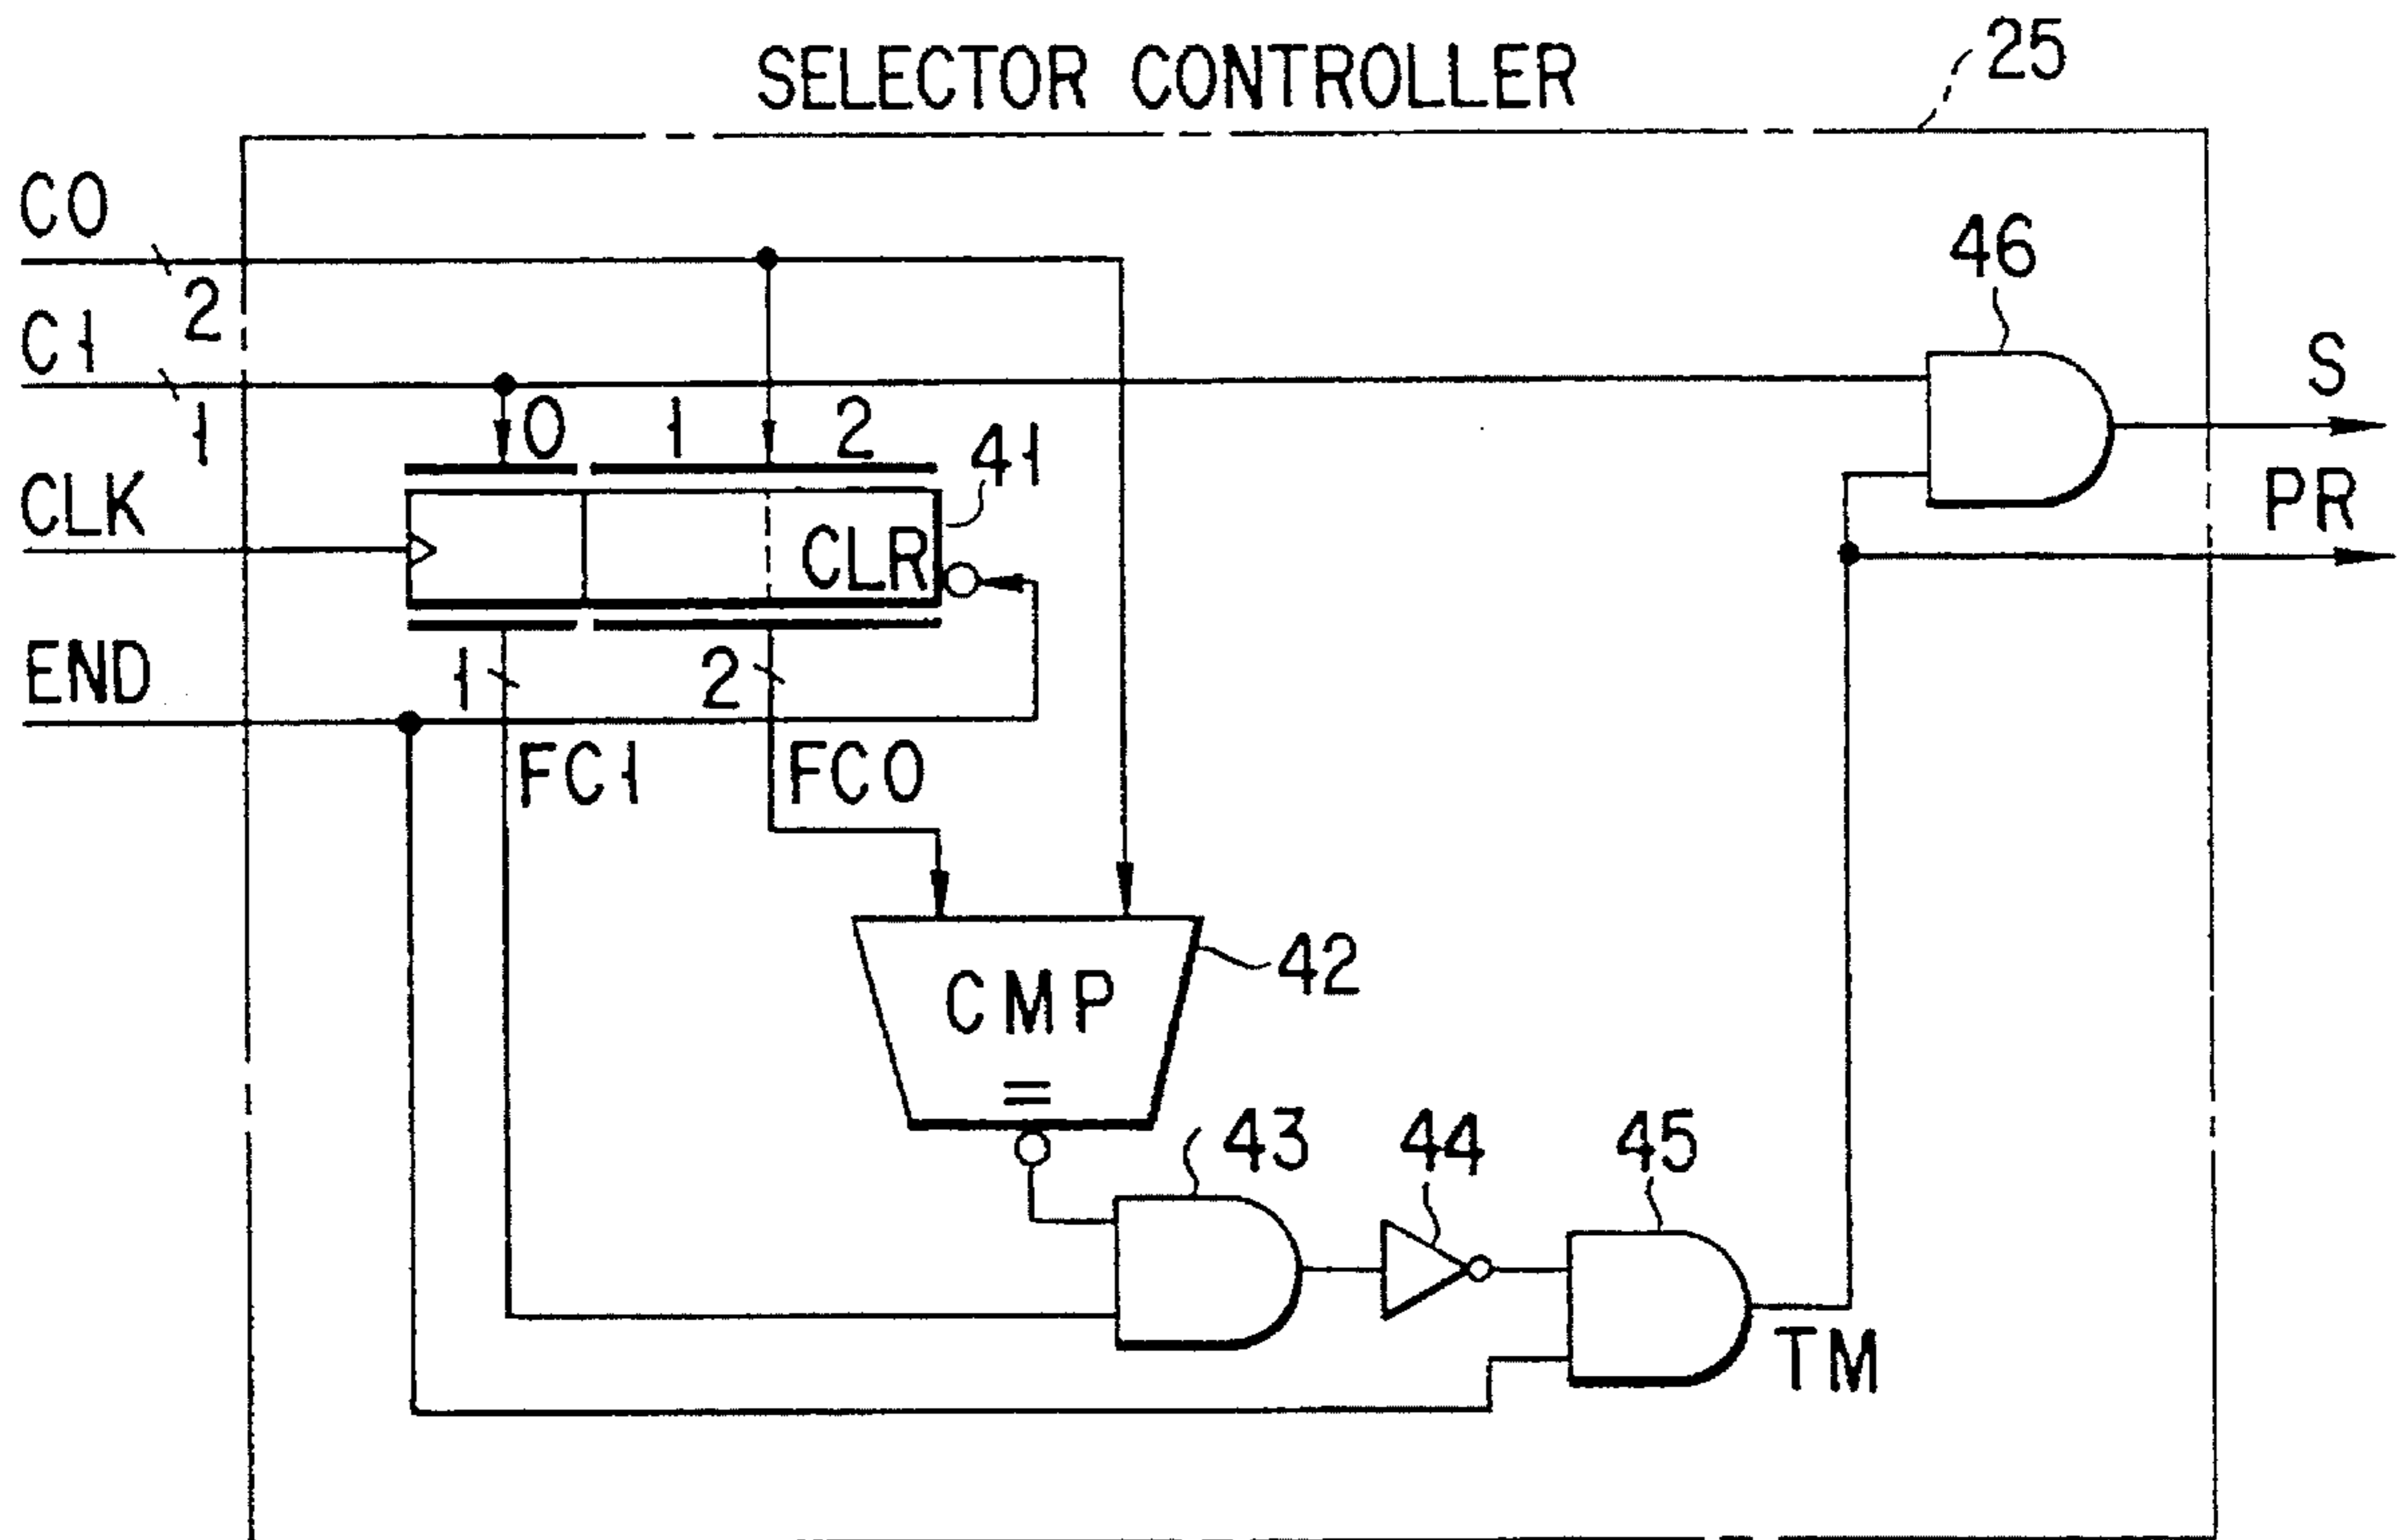 SELECTOR CONTROLLER
25
C0
2
C1
1
46
S
0
1
2
41
CLK
CLR
PR
END
1
2
FC1
FC0
CMP
=
42
43
44
45
TM